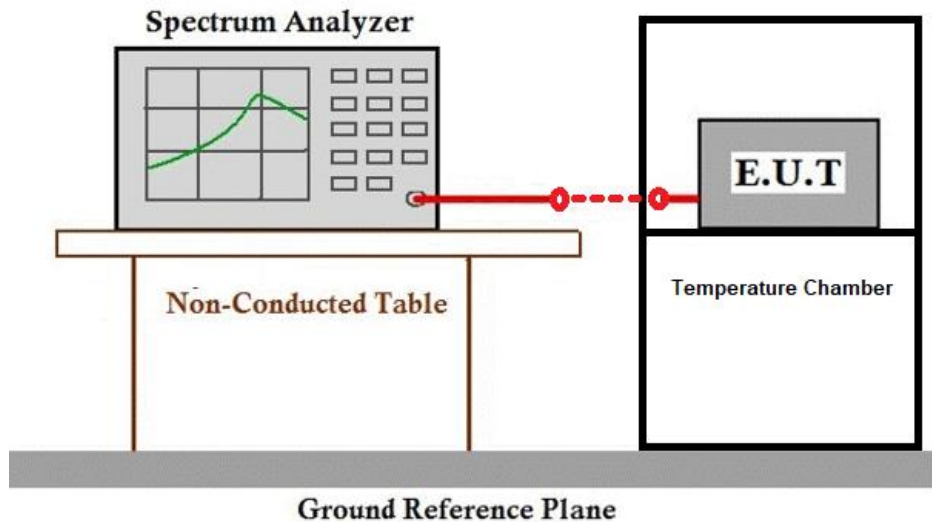 Spectrum Analyzer
E.U.T
Temperature Chamber
Non-Conducted Table
Ground Reference Plane